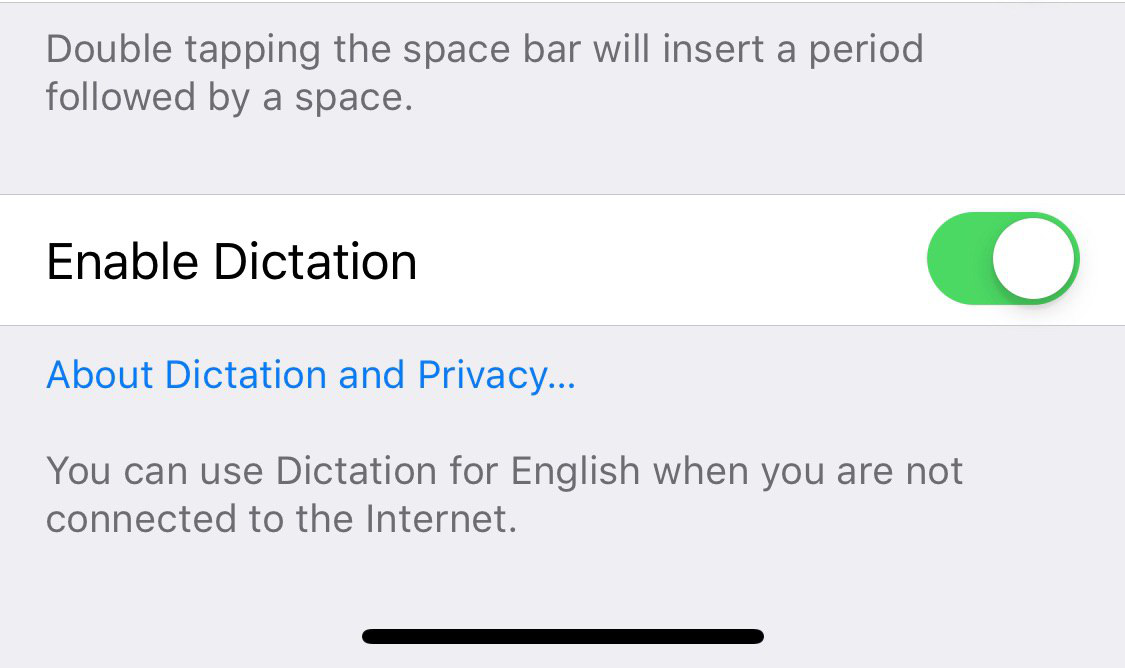 Double tapping the space bar will insert a period
followed by a space.
Enable Dictation
About Dictation and Privacy...
You can use Dictation for English when you are not
connected to the Internet.